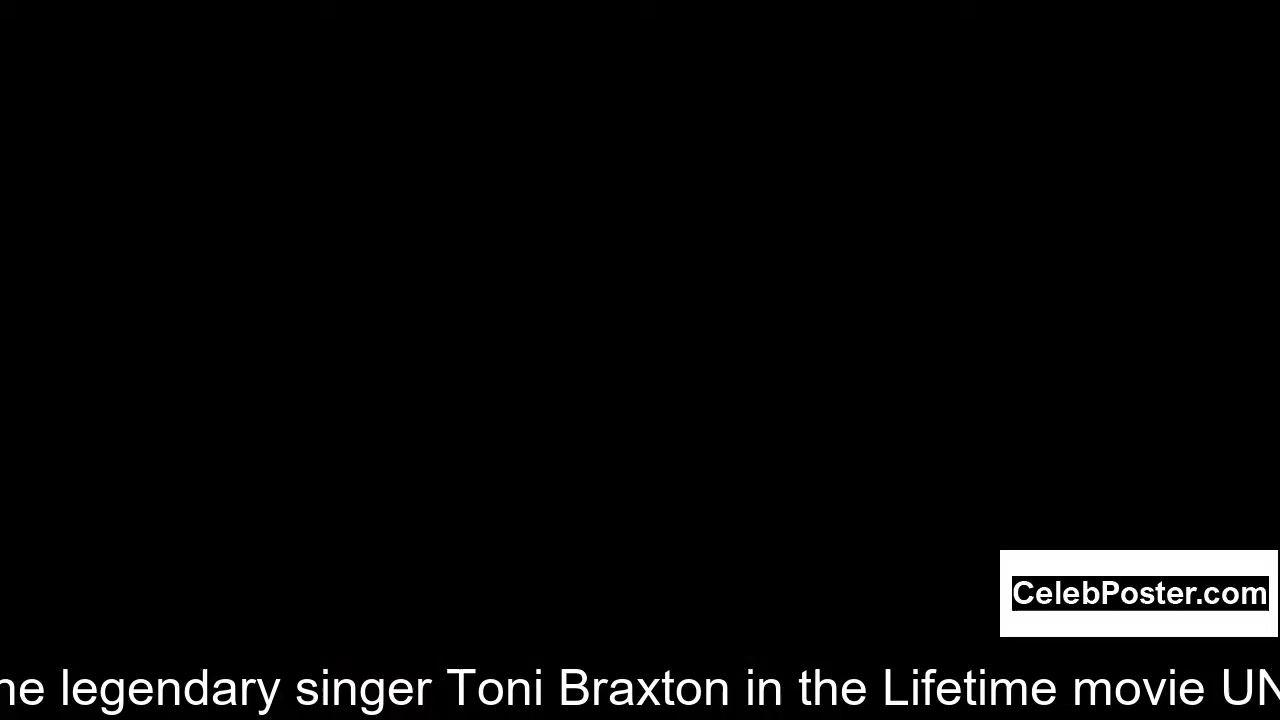 CelebPoster.com
he legendary singer Toni Braxton in the Lifetime movie UN